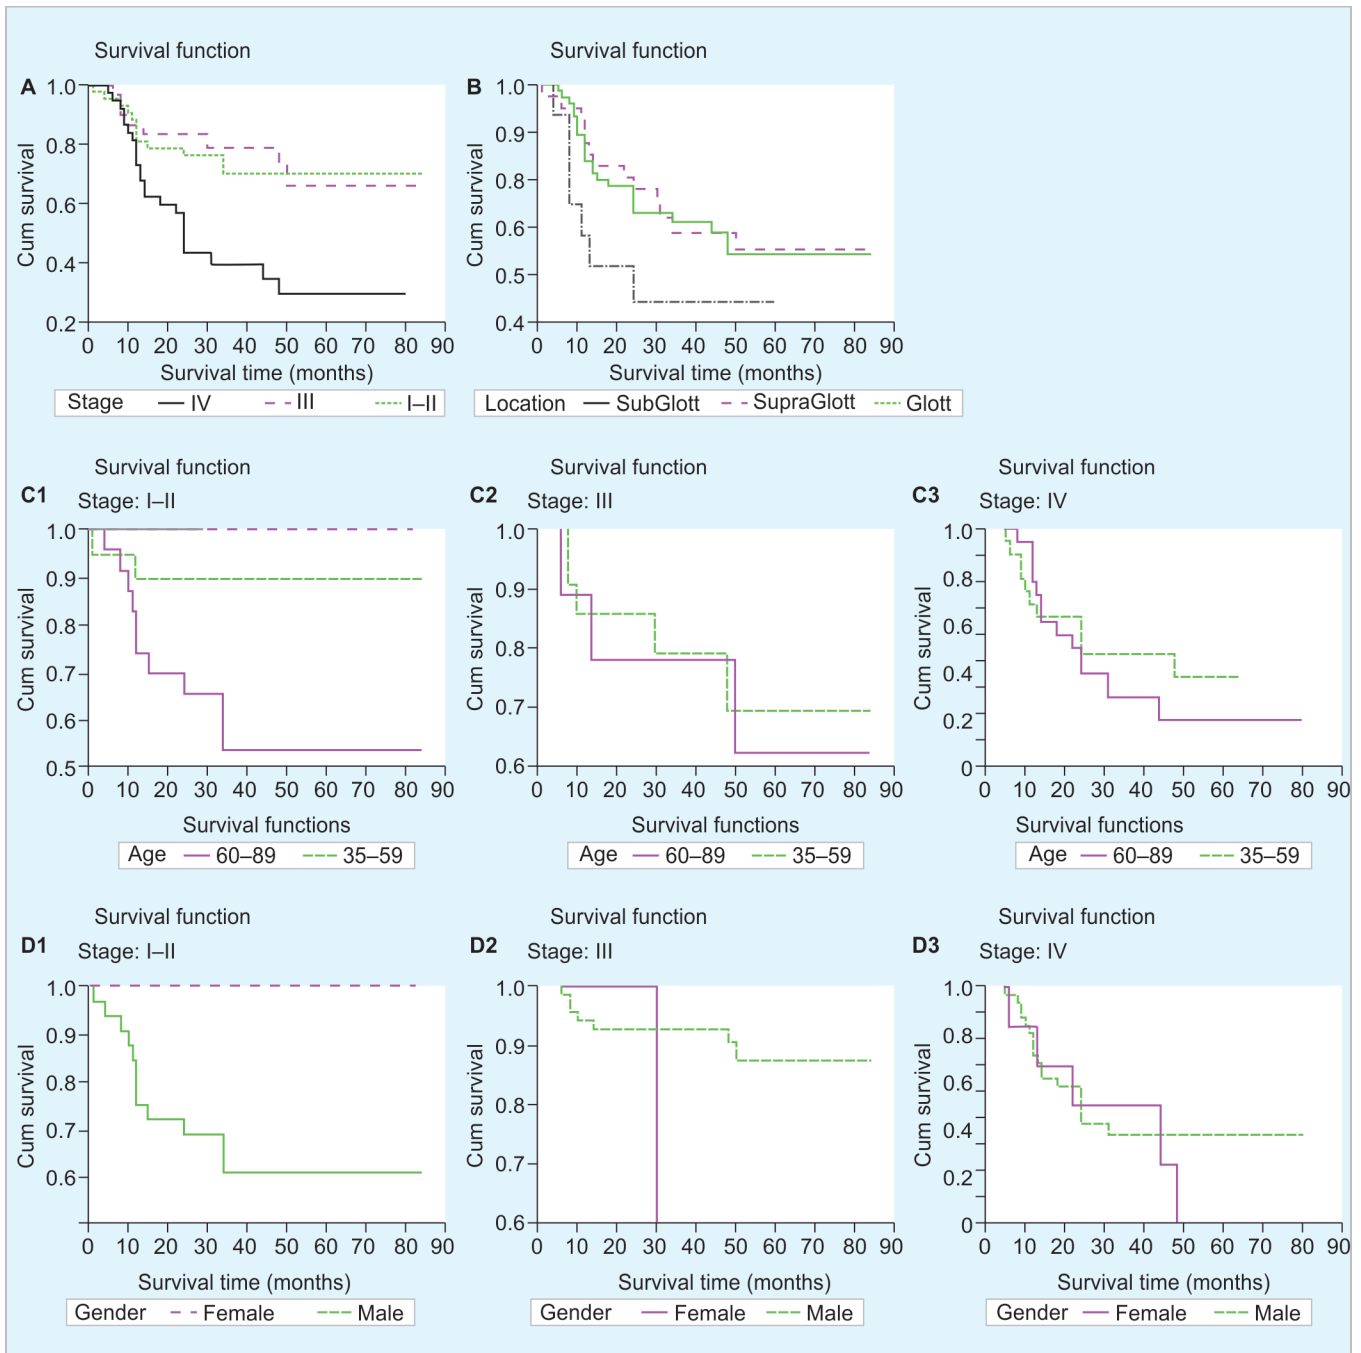 Survival function Survival function
A B
1.0 1.0
0.8 0.9
0.6 0.8
0.4 0.6
0.2 0.5
0.4
Cum survival Cum survival
0 10 20 30 40 50 60 70 80 90 0 10 20 30 40 50 60 70 80 90
Survival time (months) Survival time (months)
Stage IV III I–II Location SubGlott SupraGlott Glott
Survival function Survival function Survival function
C1 Stage: I–II C2 Stage: III C3 Stage: IV
1.0 1.0 1.0
0.9 0.9 0.8
0.8 0.8 0.6
0.7 0.7 0.4
0.6 0.6 0.2
0.5 0
Cum survival Cum survival Cum survival
0 10 20 30 40 50 60 70 80 90 0 10 20 30 40 50 60 70 80 90 0 10 20 30 40 50 60 70 80 90
Survival functions Survival functions Survival functions
Age 60–89 35–59 Age 60–89 35–59 Age 60–89 35–59
Survival function Survival function Survival function
D1 Stage: I–II D2 Stage: III D3 Stage: IV
1.0 1.0 1.0
0.9 0.9 0.8
0.8 0.8 0.6
0.7 0.7 0.4
0.6 0.6 0.2
0
Cum survival Cum survival Cum survival
0 10 20 30 40 50 60 70 80 90 0 10 20 30 40 50 60 70 80 90 0 10 20 30 40 50 60 70 80 90
Survival time (months) Survival time (months) Survival time (months)
Gender Female Male Gender Female Male Gender Female Male